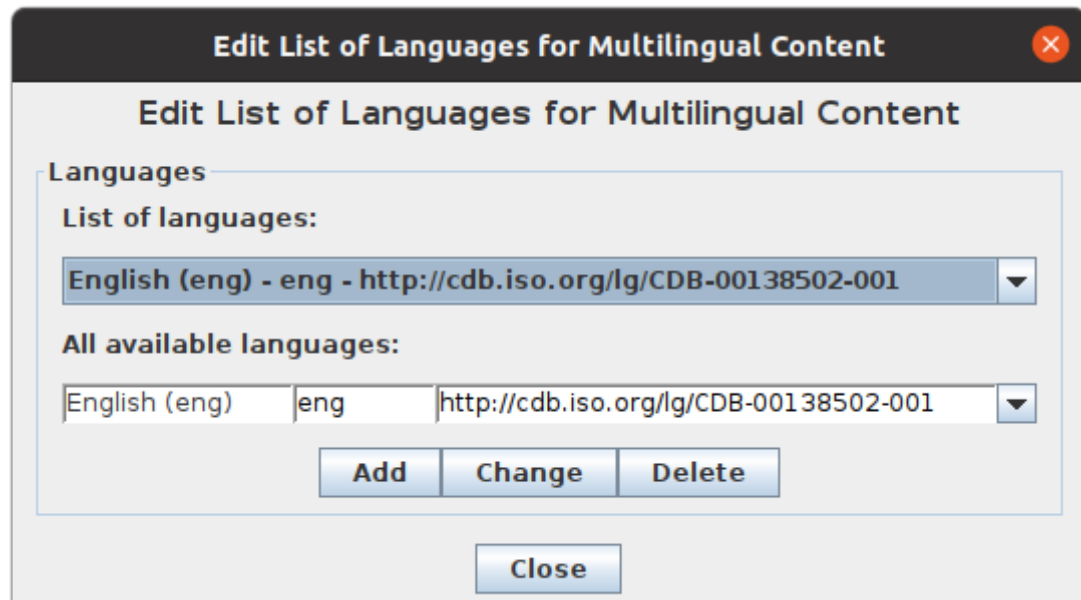 Edit List of Languages for Multilingual Content
Edit List of Languages for Multilingual Content
Languages
List of languages:
English (eng) - eng - http://cdb.iso.org/lg/CDB-00138502-001
All available languages:
English (eng) eng http://cdb.iso.org/lg/CDB-00138502-001
Add Change Delete
Close